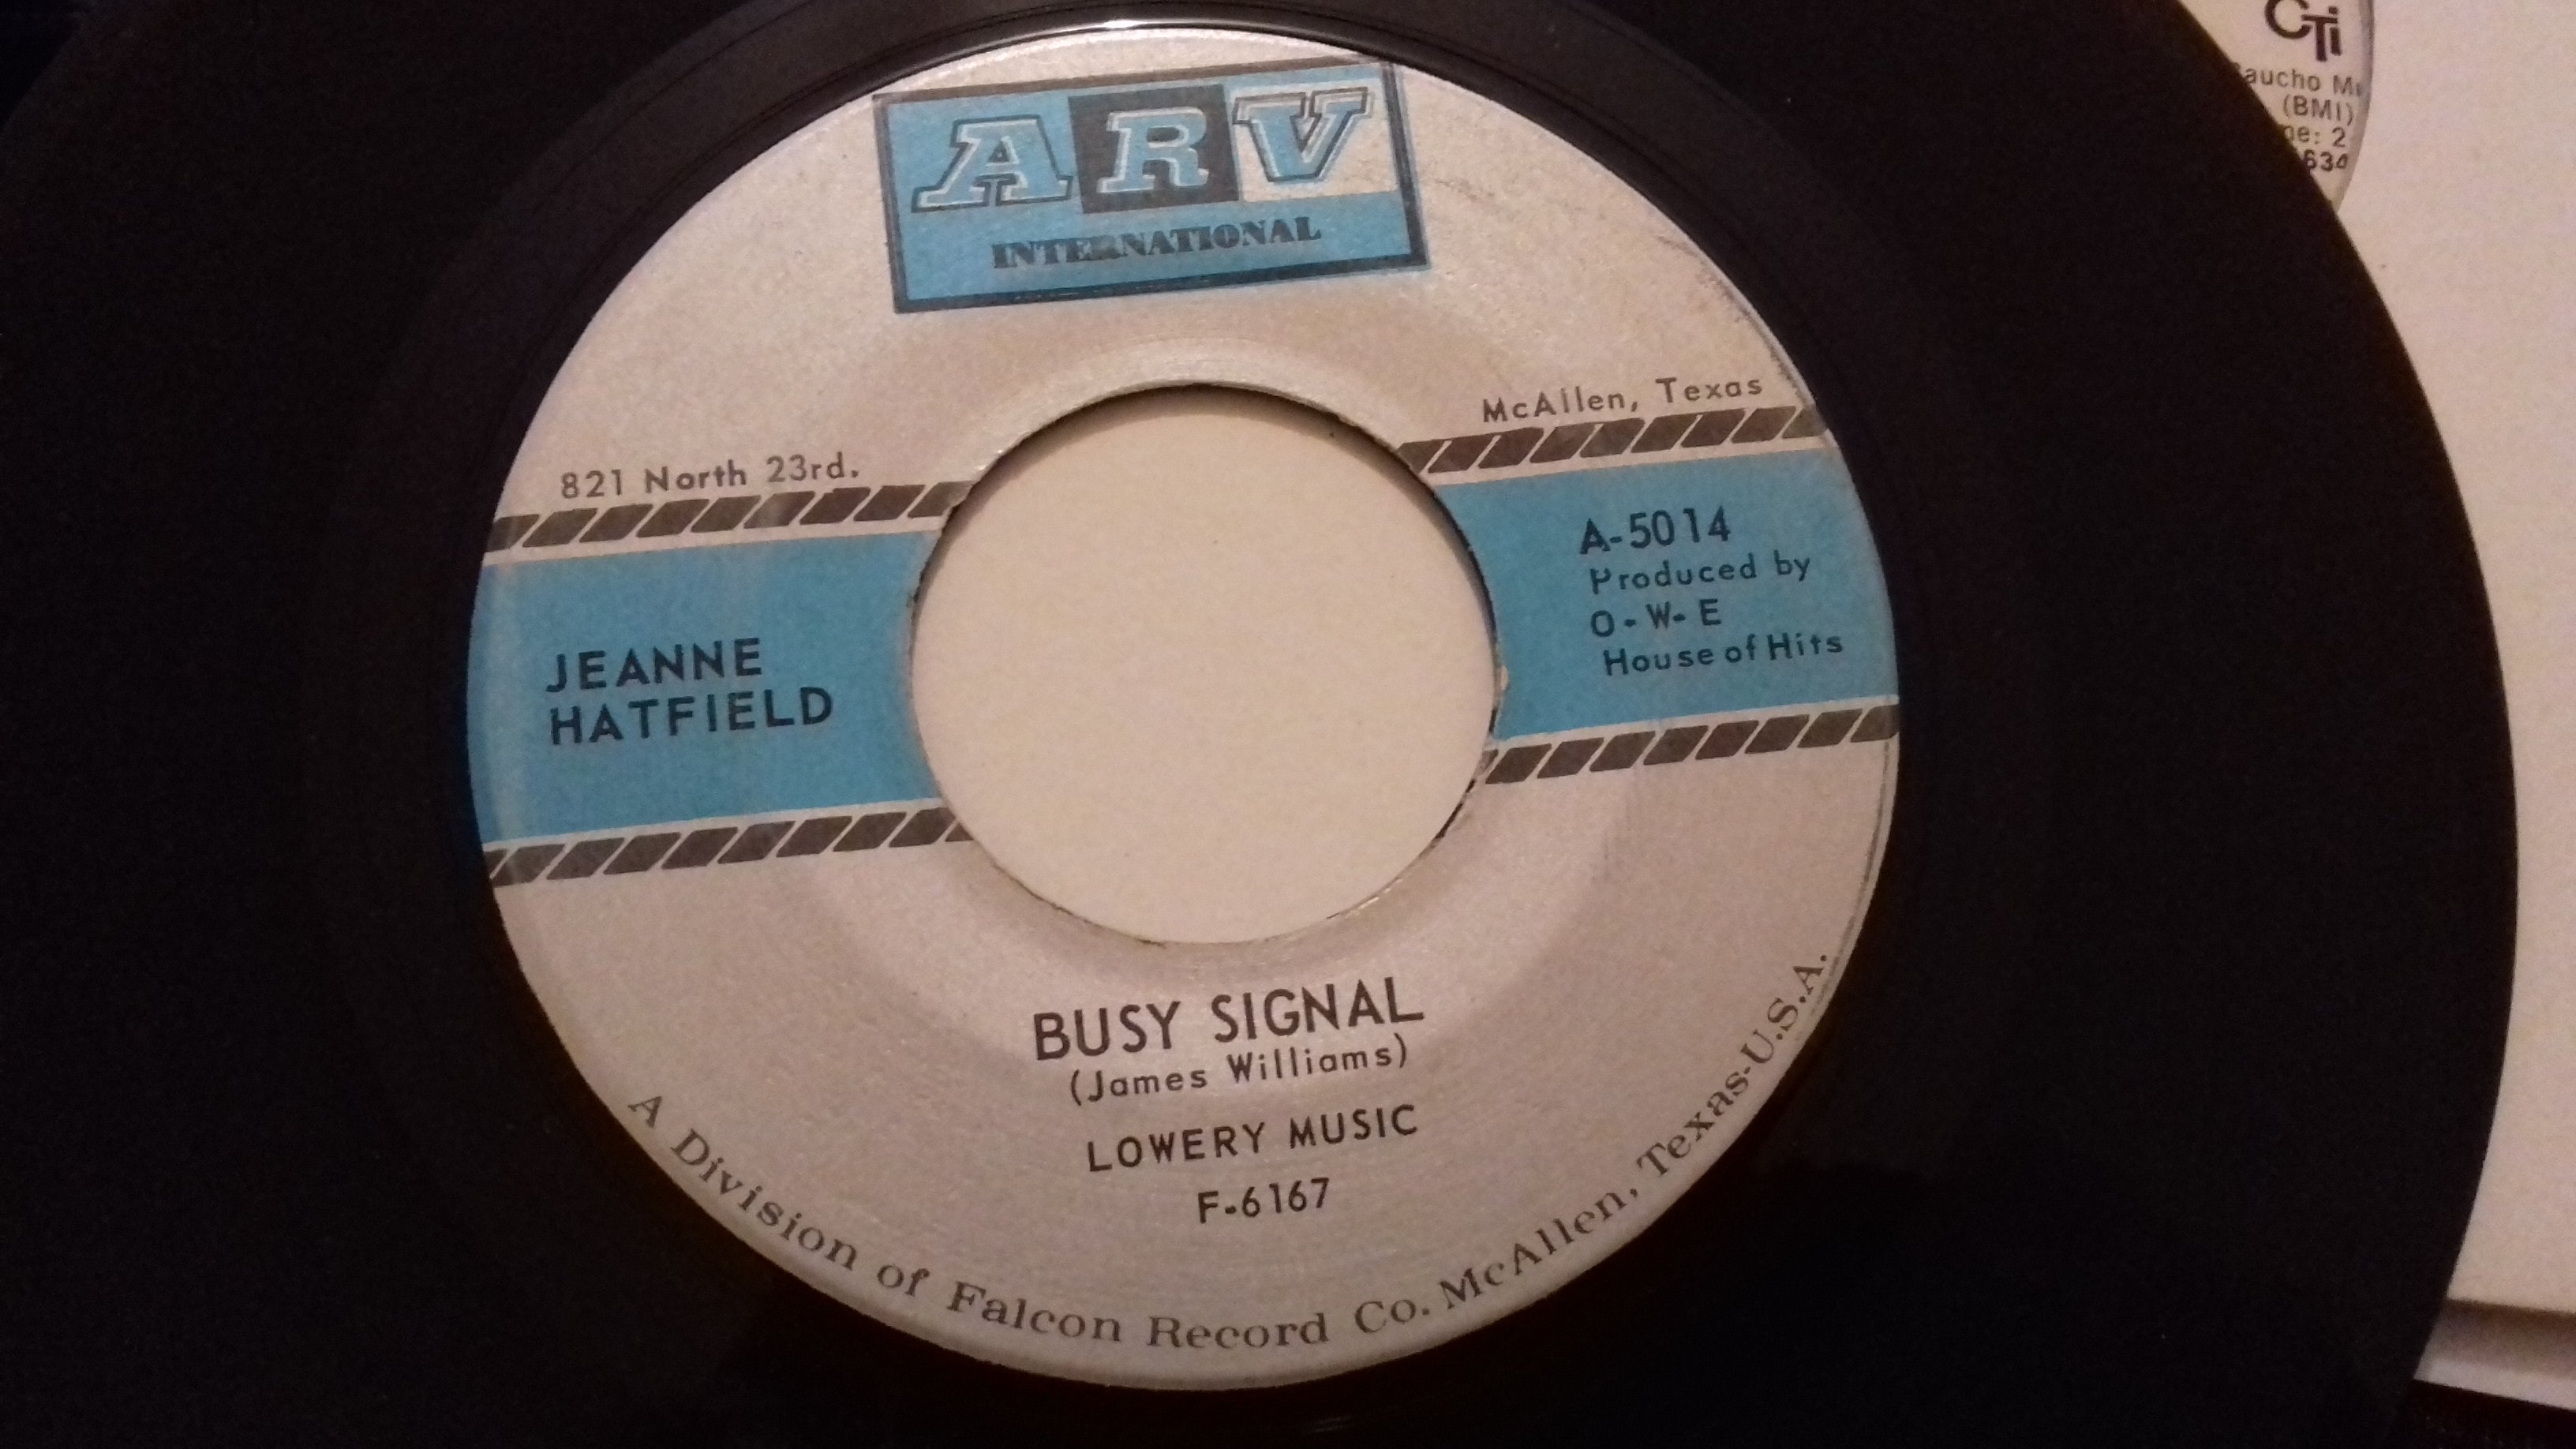 ARV
INTERNATIONAL
821 North 23rd.
McAllen, Texas
JEANNE
HATFIELD
A-5014
Produced by
O-W-E
House of Hits
BUSY SIGNAL
(James Williams)
LOWERY MUSIC
F-6167
A Division of Falcon Record Co. McAllen, Texas-U.S.A.
CTi
(BMI)